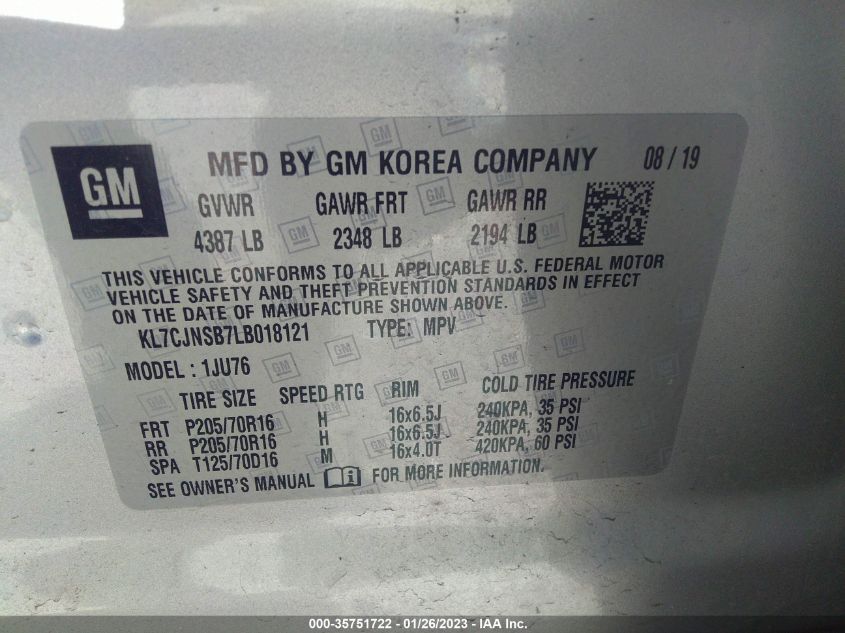 GM MFD BY GM KOREA COMPANY 08 / 19
GVWR GAWR FRT GAWR RR
4387 LB 2348 LB 2194 LB
THIS VEHICLE CONFORMS TO ALL APPLICABLE U.S. FEDERAL MOTOR
VEHICLE SAFETY AND THEFT PREVENTION STANDARDS IN EFFECT
ON THE DATE OF MANUFACTURE SHOWN ABOVE.
KL7CJNSB7LB018121 TYPE: MPV
MODEL : 1JU76
TIRE SIZE SPEED RTG RIM COLD TIRE PRESSURE
FRT P205/70R16 H 16x6.5J 240KPA, 35 PSI
RR P205/70R16 H 16x6.5J 240KPA, 35 PSI
SPA T125/70D16 M 16x4.0T 420KPA, 60 PSI
SEE OWNER'S MANUAL FOR MORE INFORMATION.
000-35751722 - 01/26/2023 - IAA Inc.